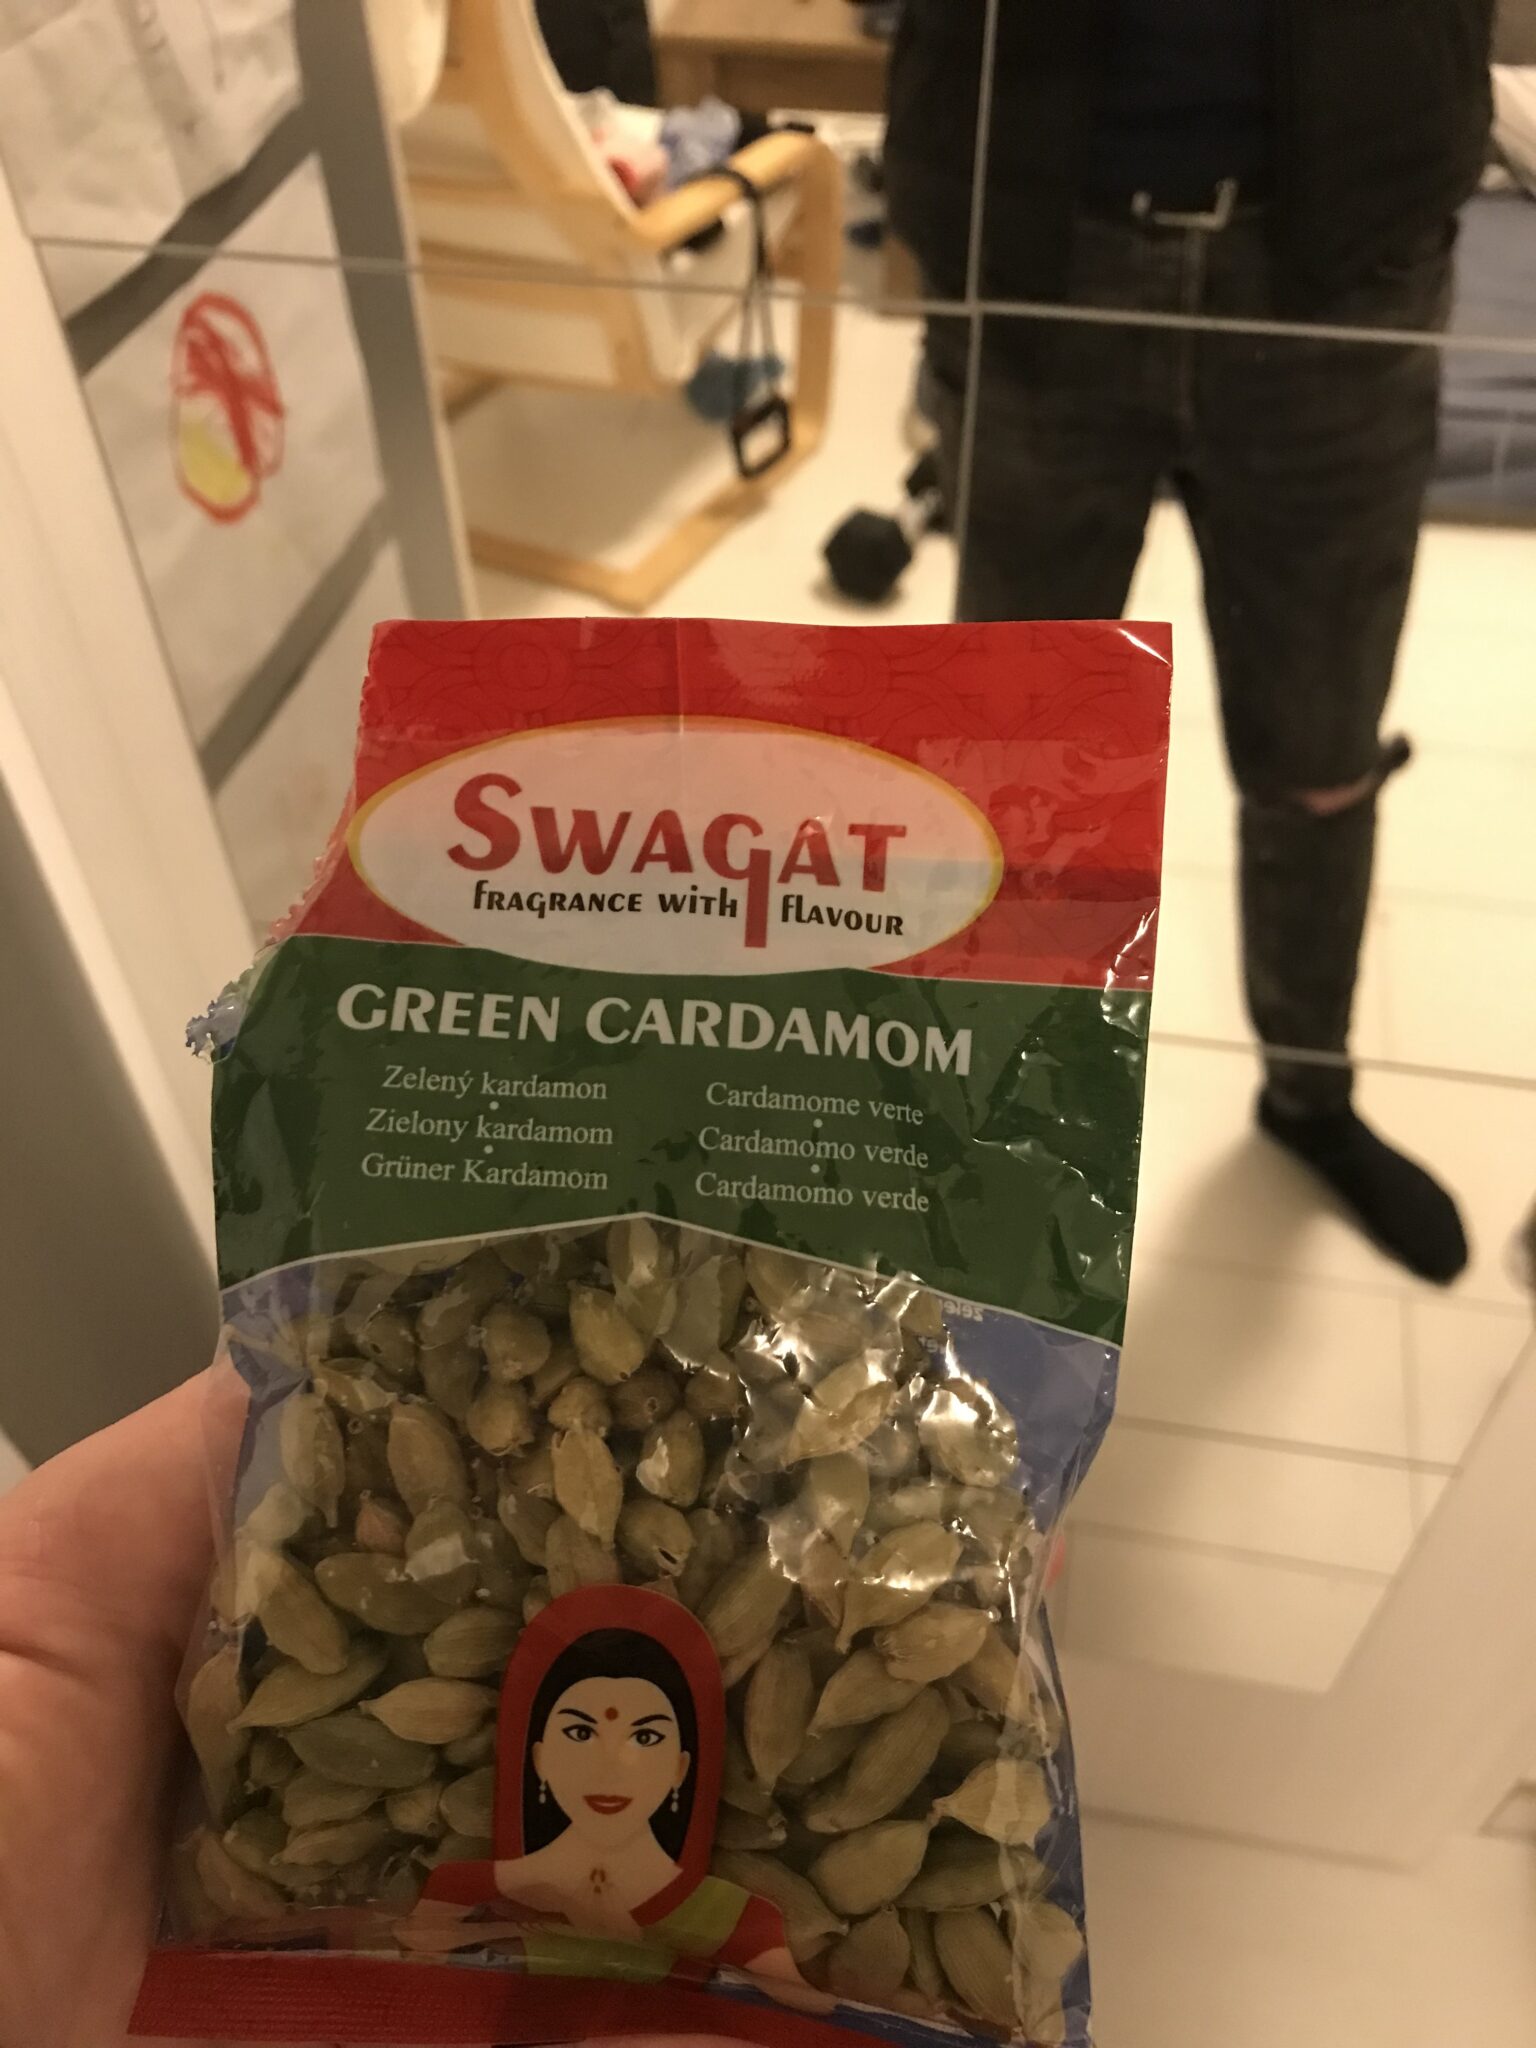 SWAGAT
FRAGRANCE WITH FLAVOUR
GREEN CARDAMOM
Zelený kardamon
Zielony kardamom
Grüner Kardamom
Cardamome verte
Cardamomo verde
Cardamomo verde